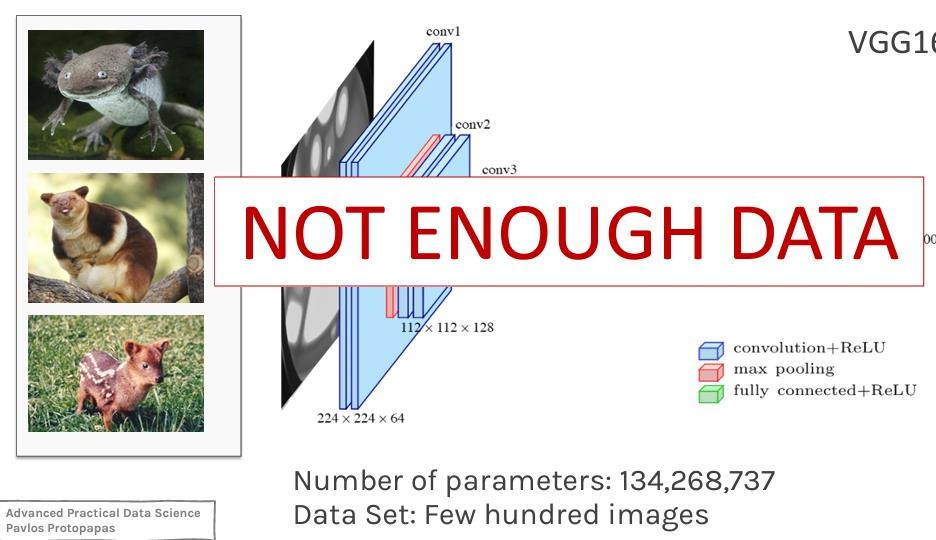 VGG16
conv1
conv2
conv3
NOT ENOUGH DATA
00
112 × 112 × 128
224 × 224 × 64
convolution+ReLU
max pooling
fully connected+ReLU
Number of parameters: 134,268,737
Data Set: Few hundred images
Advanced Practical Data Science
Pavlos Protopapas